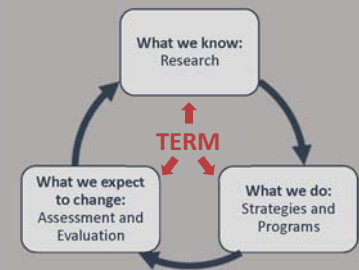 What we know:
Research
TERM
What we expect
to change:
Assessment and
Evaluation
What we do:
Strategies and
Programs